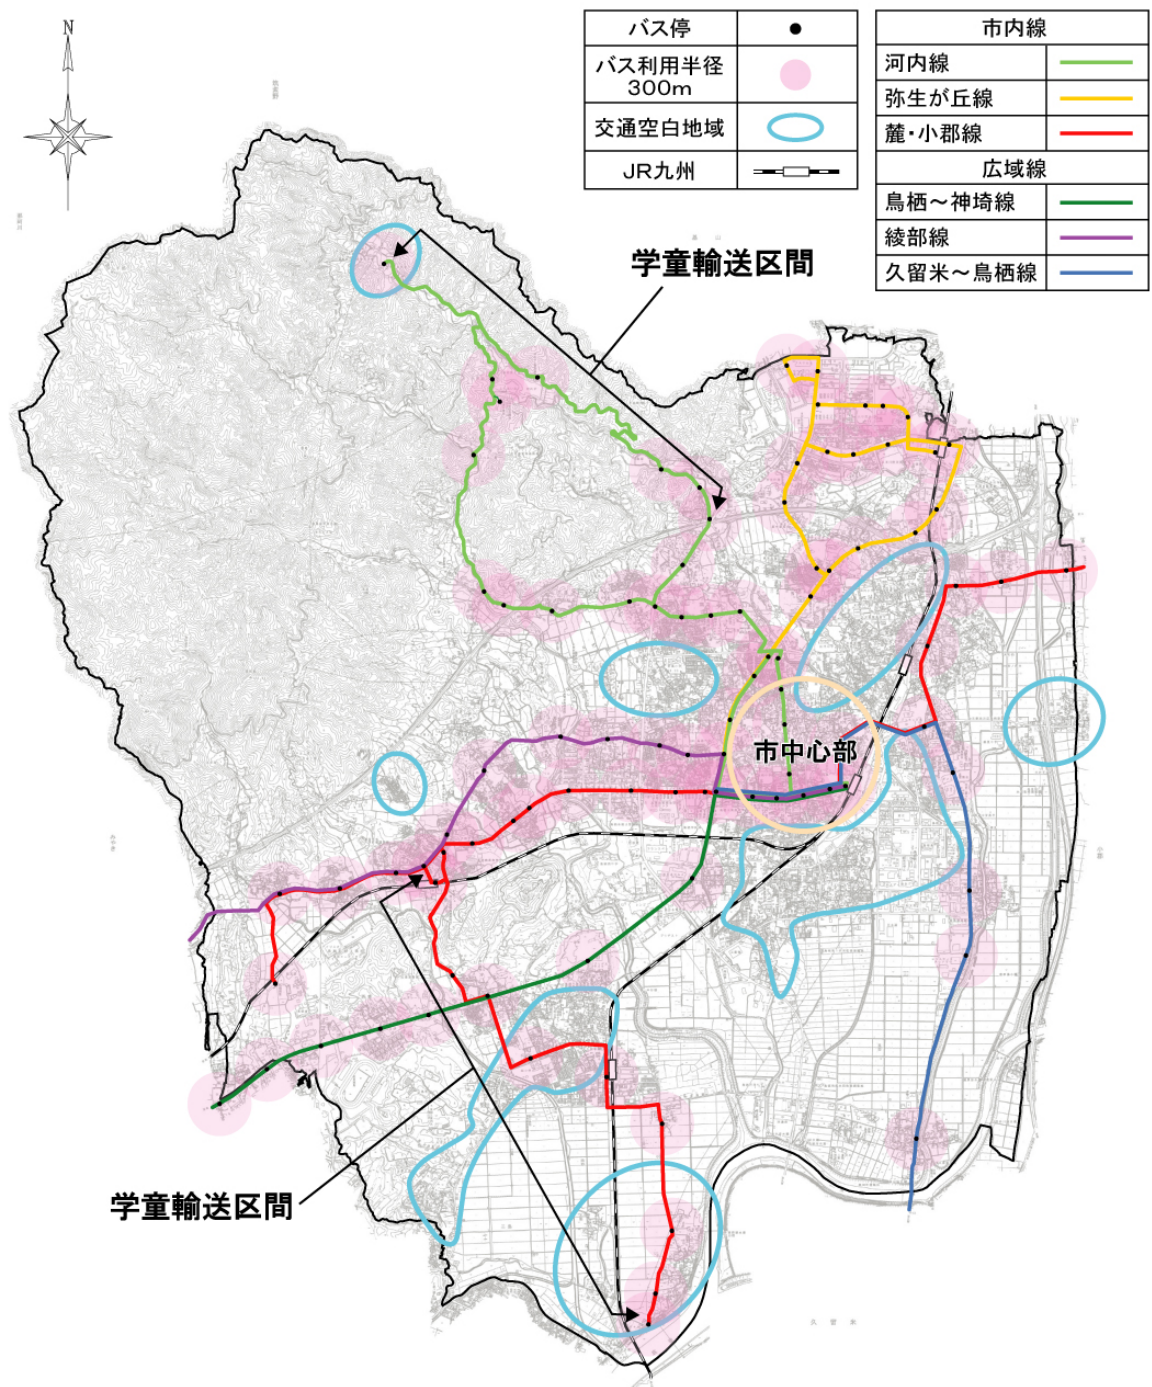 N
バス停
バス利用半径
300m
交通空白地域
JR九州
市内線
河内線
弥生が丘線
麓・小郡線
広域線
鳥栖~神埼線
綾部線
久留米~鳥栖線
学童輸送区間
市中心部
学童輸送区間
久留米